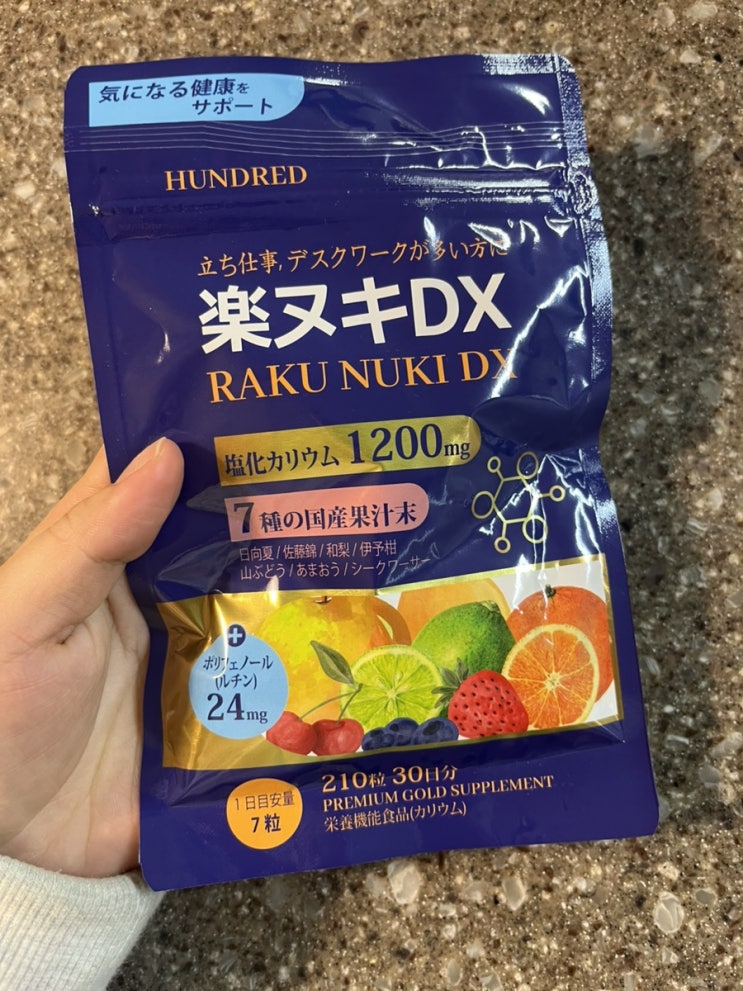 気になる健康を
サポート
HUNDRED
立ち仕事,デスクワークが多い方に
楽ヌキDX
RAKU NUKI DX
塩化カリウム 1200mg
7種の国産果汁末
日向夏/佐藤錦/和梨/伊予柑
山ぶどう/あまおう/シークワーサー
+
ポリフェノール
(ルチン)
24mg
1日目安量
7粒
210粒 30日分
PREMIUM GOLD SUPPLEMENT
栄養機能食品(カリウム)